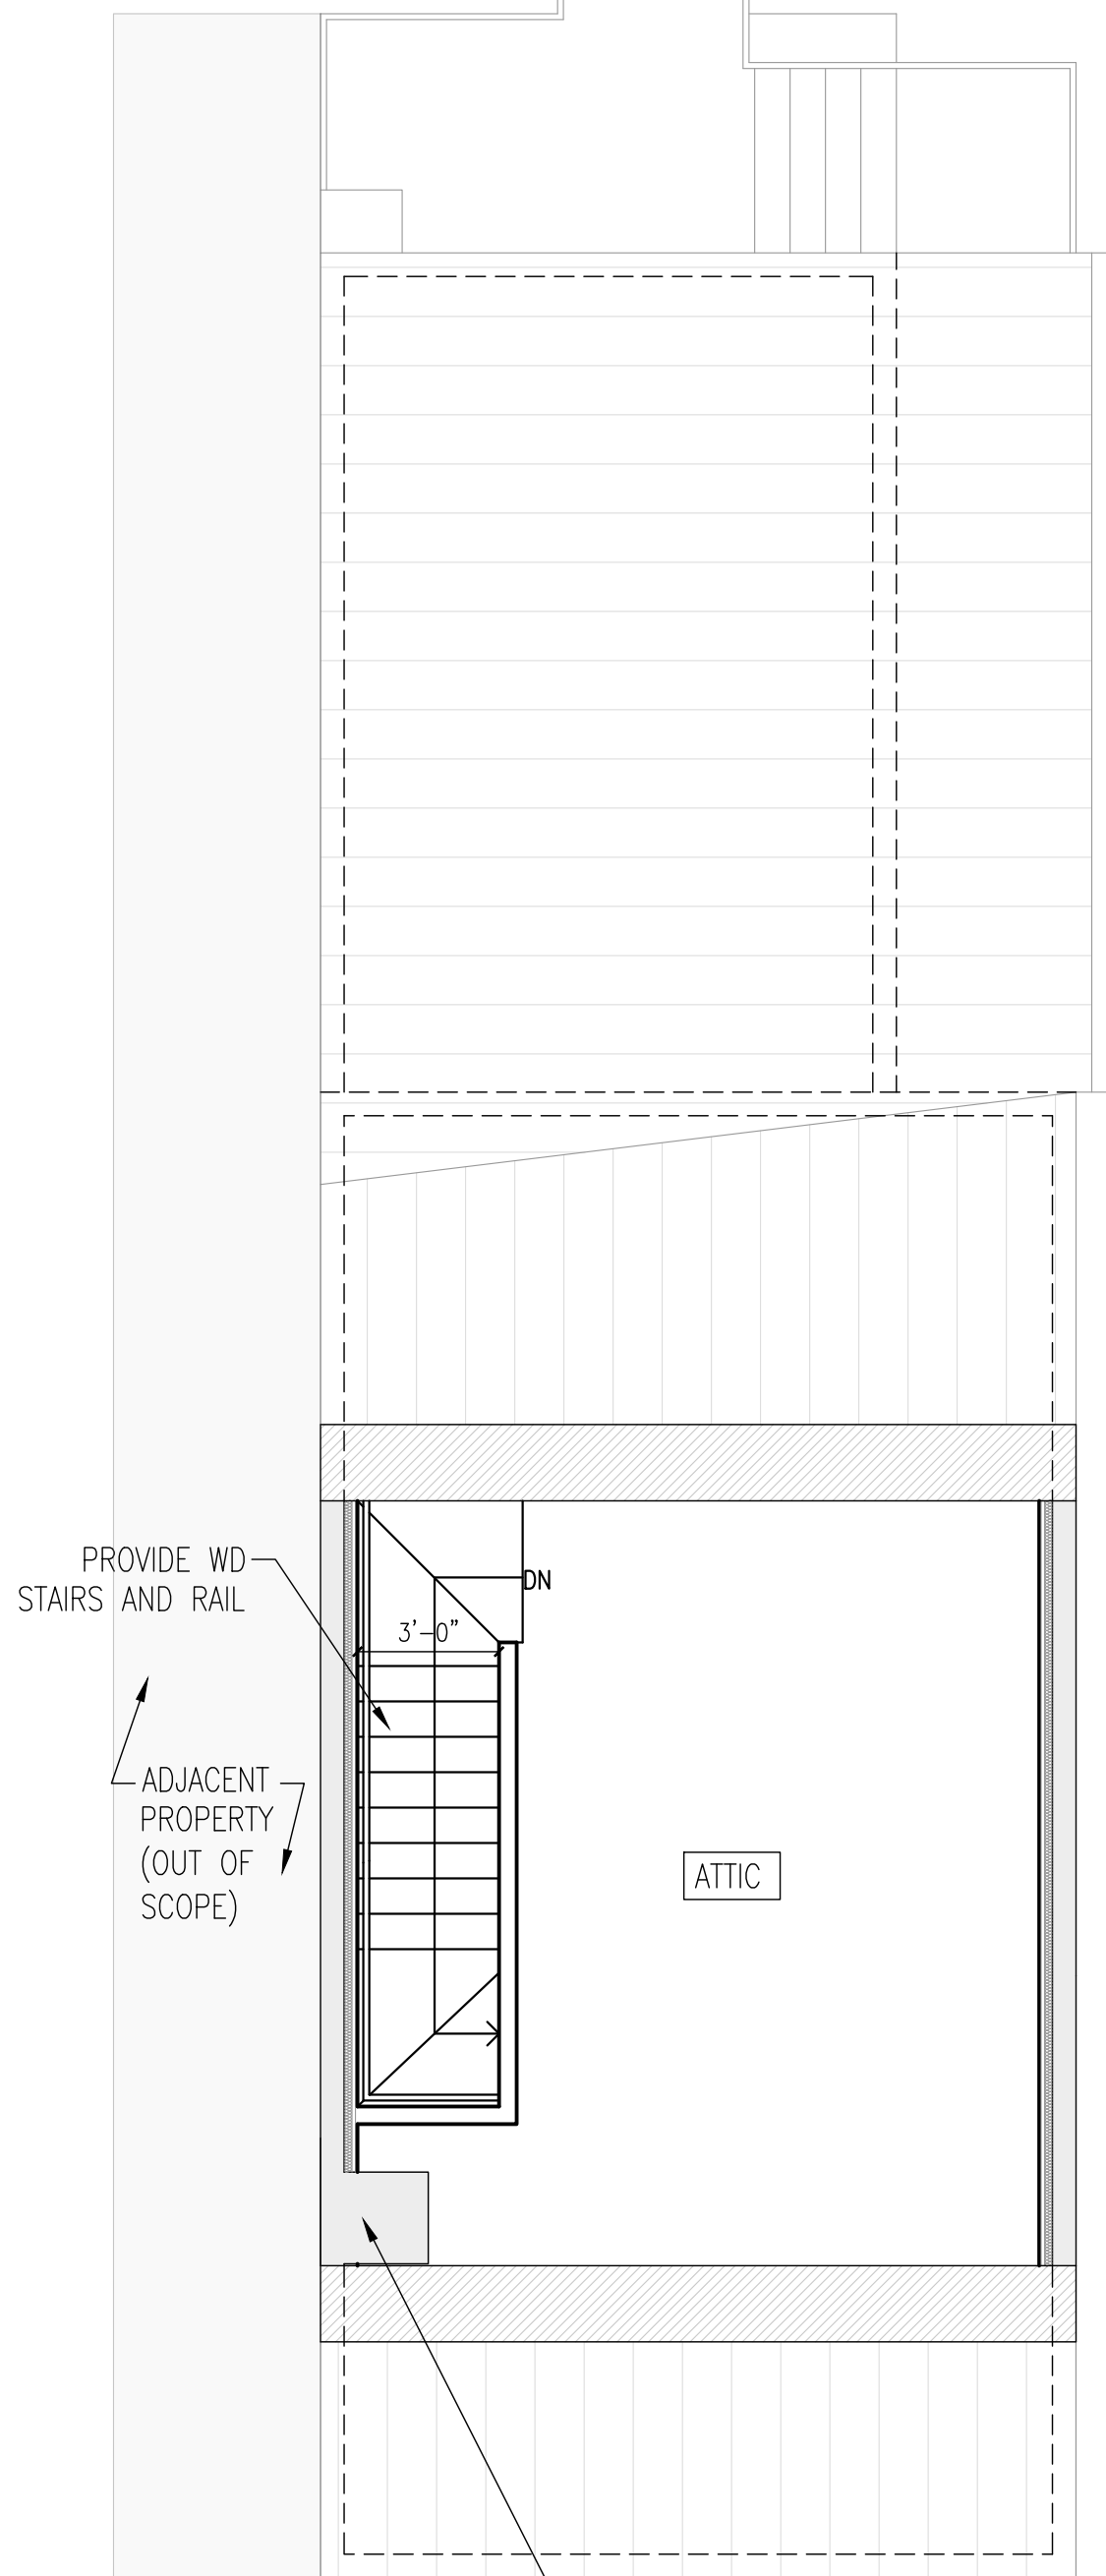 PROVIDE WD
STAIRS AND RAIL
DN
3'-0"
ADJACENT
PROPERTY
(OUT OF
SCOPE)
ATTIC